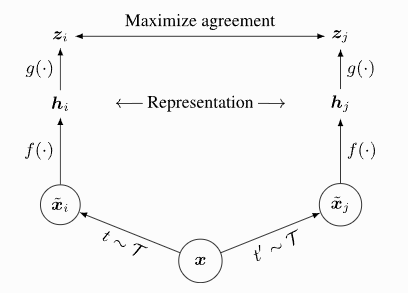 Maximize agreement
z_i z_j
g(·) g(·)
h_i ⟵ Representation ⟶ h_j
f(·) f(·)
x̃_i x̃_j
t ∼ 𝒯 t′ ∼ 𝒯
x